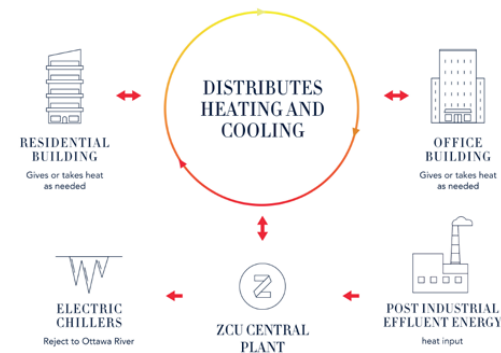 DISTRIBUTES
HEATING AND
COOLING
RESIDENTIAL
BUILDING
Gives or takes heat
as needed
OFFICE
BUILDING
Gives or takes heat
as needed
ELECTRIC
CHILLERS
Reject to Ottawa River
Z
ZCU CENTRAL
PLANT
POST INDUSTRIAL
EFFLUENT ENERGY
heat input